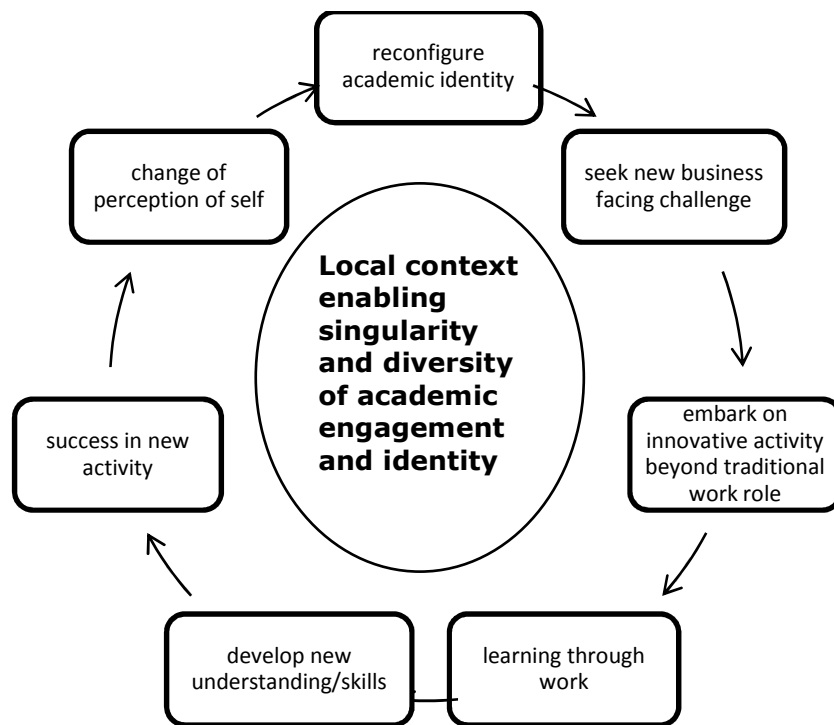 reconfigure
academic identity
seek new business
facing challenge
embark on
innovative activity
beyond traditional
work role
learning through
work
develop new
understanding/skills
success in new
activity
change of
perception of self
Local context
enabling
singularity
and diversity
of academic
engagement
and identity